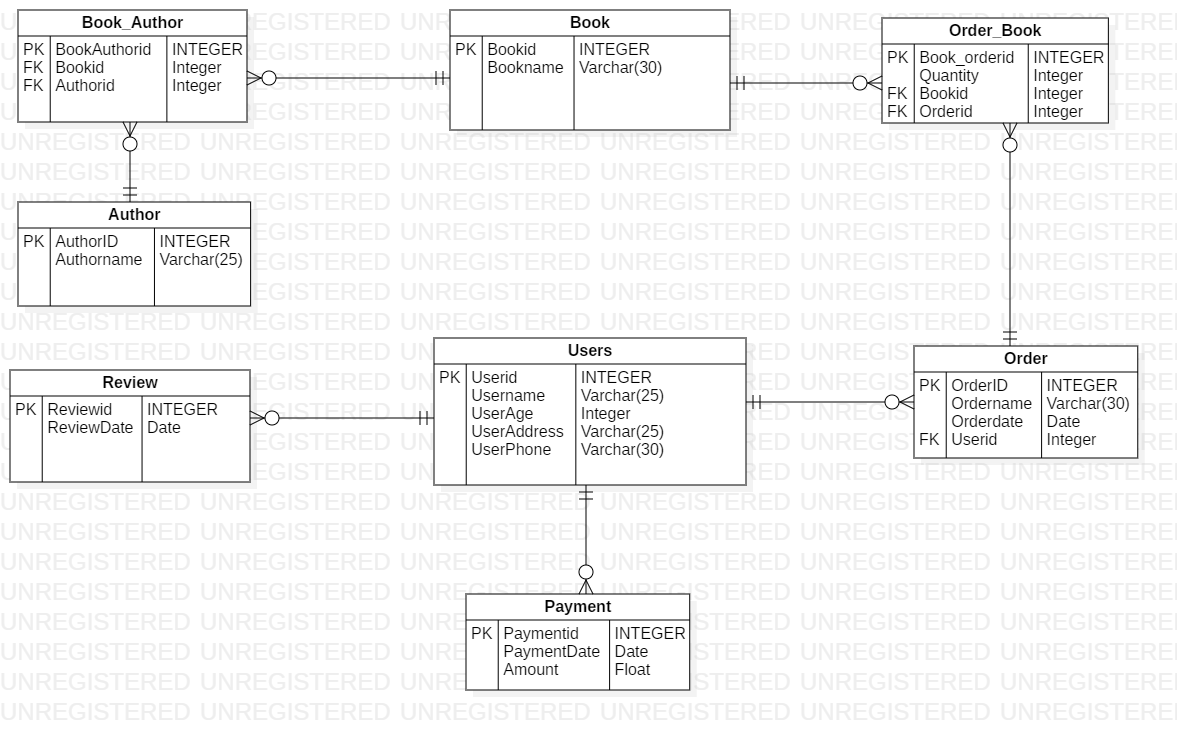 Book_Author
PK BookAuthorid INTEGER
FK Bookid Integer
FK Authorid Integer
Book
PK Bookid INTEGER
Bookname Varchar(30)
Order_Book
PK Book_orderid INTEGER
Quantity Integer
FK Bookid Integer
FK Orderid Integer
Author
PK AuthorID INTEGER
Authorname Varchar(25)
Users
PK Userid INTEGER
Username Varchar(25)
UserAge Integer
UserAddress Varchar(25)
UserPhone Varchar(30)
Order
PK OrderID INTEGER
Ordername Varchar(30)
Orderdate Date
FK Userid Integer
Review
PK Reviewid INTEGER
ReviewDate Date
Payment
PK Paymentid INTEGER
PaymentDate Date
Amount Float
UNREGISTERED UNREGISTERED UNREGISTERED UNREGISTERED UNREGISTERED UNREGISTERED